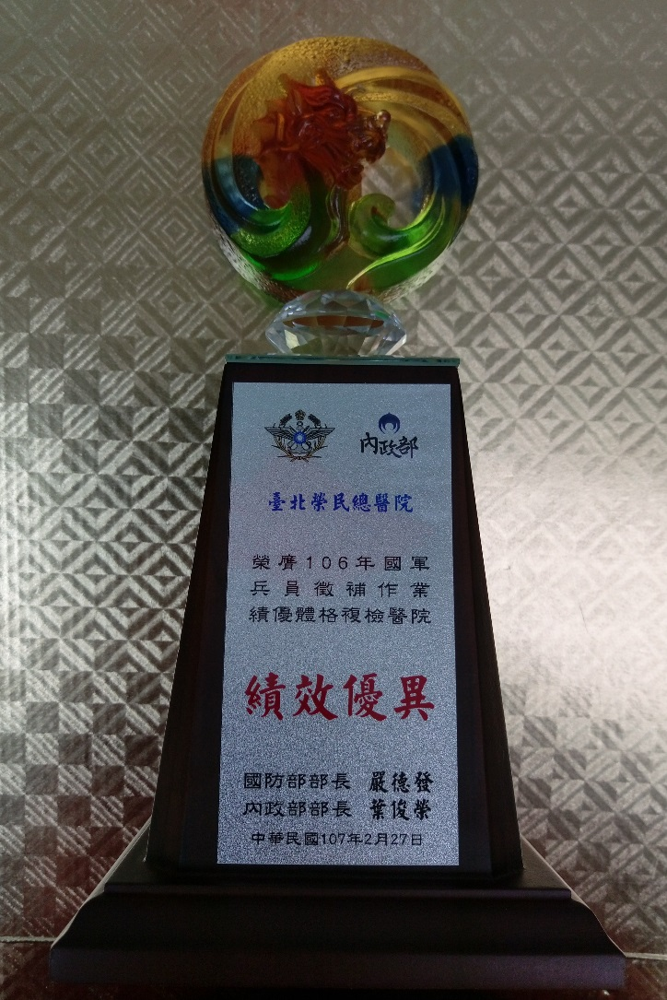 內政部
臺北榮民總醫院
榮膺106年國軍
兵員徵補作業
績優體格複檢醫院
績效優異
國防部部長 嚴德發
內政部部長 葉俊榮
中華民國107年2月27日